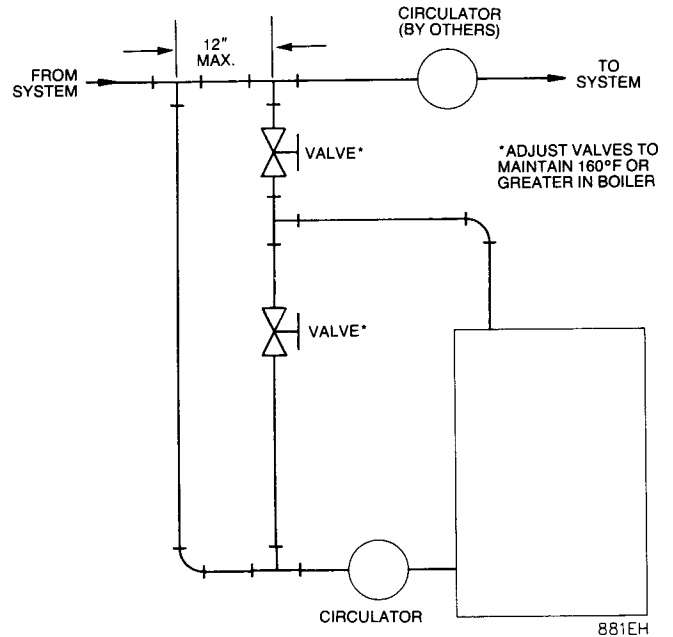 CIRCULATOR
(BY OTHERS)
12"
MAX.
FROM
SYSTEM
TO
SYSTEM
VALVE*
*ADJUST VALVES TO
MAINTAIN 160°F OR
GREATER IN BOILER
VALVE*
CIRCULATOR
881EH